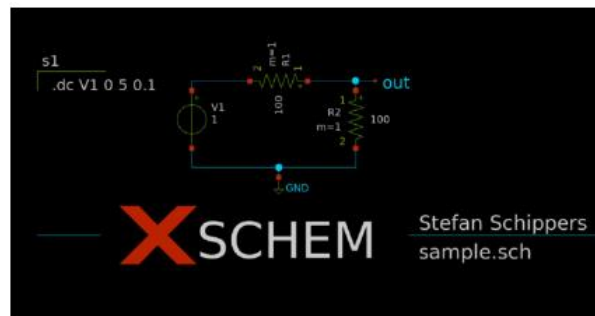 s1
.dc V1 0 5 0.1
m=1
R1
2
1
100
out
V1
1
1
R2
m=1
100
2
GND
XSCHEM
Stefan Schippers
sample.sch